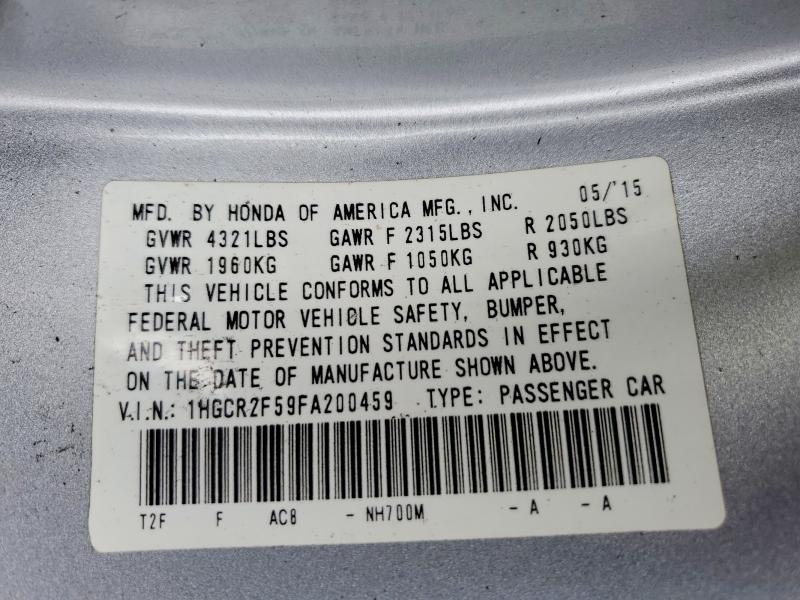 MFD. BY HONDA OF AMERICA MFG., INC. 05/'15
GVWR 4321LBS GAWR F 2315LBS R 2050LBS
GVWR 1960KG GAWR F 1050KG R 930KG
THIS VEHICLE CONFORMS TO ALL APPLICABLE
FEDERAL MOTOR VEHICLE SAFETY, BUMPER,
AND THEFT PREVENTION STANDARDS IN EFFECT
ON THE DATE OF MANUFACTURE SHOWN ABOVE.
V.I.N.: 1HGCR2F59FA200459 TYPE: PASSENGER CAR
T2F F AC8 - NH700M - A - A